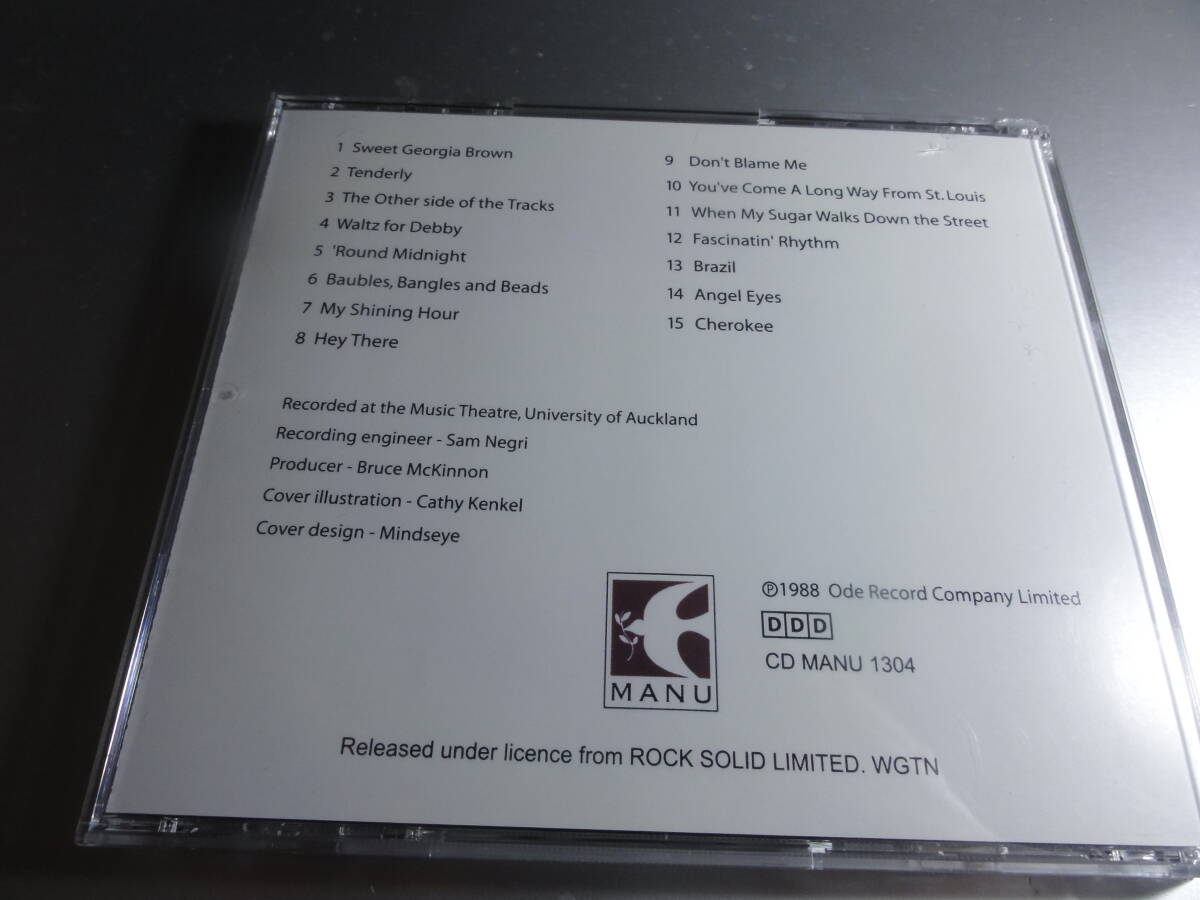 1 Sweet Georgia Brown
2 Tenderly
3 The Other side of the Tracks
4 Waltz for Debby
5 'Round Midnight
6 Baubles, Bangles and Beads
7 My Shining Hour
8 Hey There
9 Don't Blame Me
10 You've Come A Long Way From St. Louis
11 When My Sugar Walks Down the Street
12 Fascinatin' Rhythm
13 Brazil
14 Angel Eyes
15 Cherokee
Recorded at the Music Theatre, University of Auckland
Recording engineer - Sam Negri
Producer - Bruce McKinnon
Cover illustration - Cathy Kenkel
Cover design - Mindseye
MANU
℗1988 Ode Record Company Limited
DDD
CD MANU 1304
Released under licence from ROCK SOLID LIMITED. WGTN